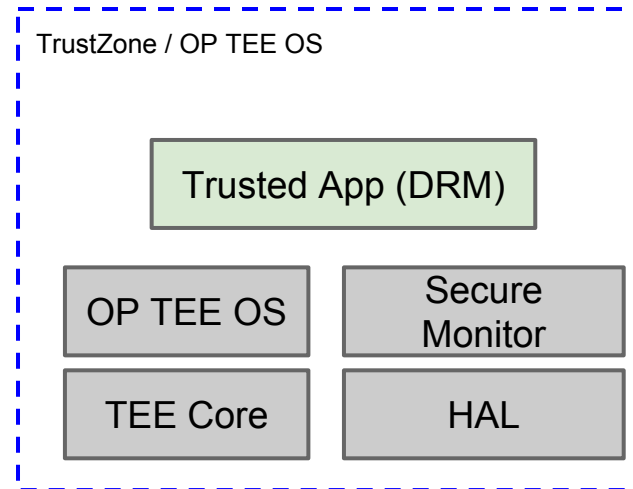 TrustZone / OP TEE OS
Trusted App (DRM)
OP TEE OS
Secure
Monitor
TEE Core
HAL